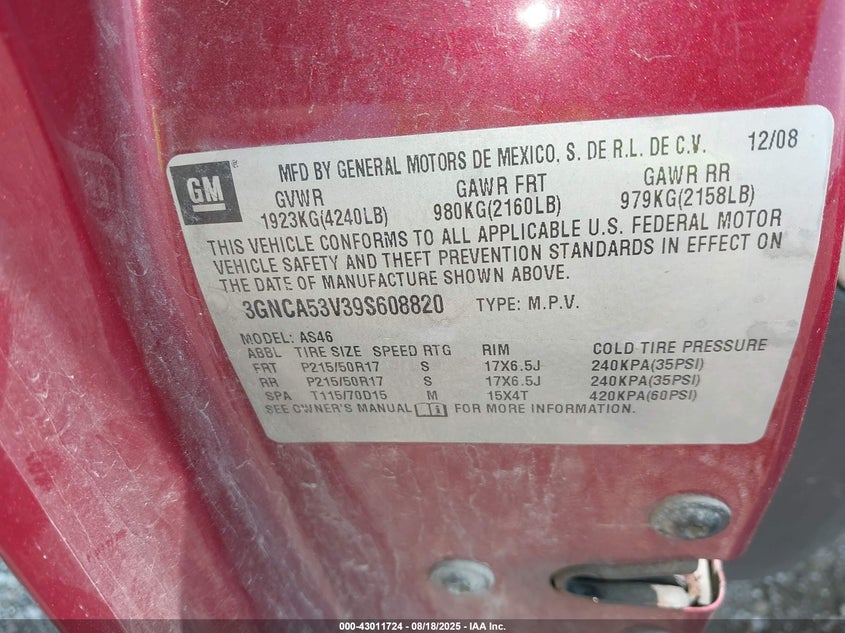 GM
®
MFD BY GENERAL MOTORS DE MEXICO, S. DE R.L. DE C.V. 12/08
GVWR GAWR FRT GAWR RR
1923KG(4240LB) 980KG(2160LB) 979KG(2158LB)
THIS VEHICLE CONFORMS TO ALL APPLICABLE U.S. FEDERAL MOTOR
VEHICLE SAFETY AND THEFT PREVENTION STANDARDS IN EFFECT ON
THE DATE OF MANUFACTURE SHOWN ABOVE.
3GNCA53V39S608820 TYPE: M.P.V.
MODEL: AS46
ABBL TIRE SIZE SPEED RTG RIM COLD TIRE PRESSURE
FRT P215/50R17 S 17X6.5J 240KPA(35PSI)
RR P215/50R17 S 17X6.5J 240KPA(35PSI)
SPA T115/70D15 M 15X4T 420KPA(60PSI)
SEE OWNER'S MANUAL FOR MORE INFORMATION.
000-43011724 - 08/18/2025 - IAA Inc.